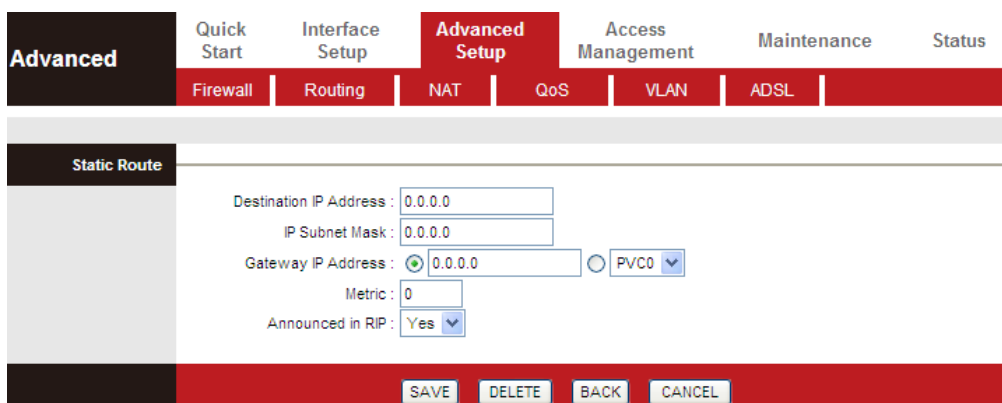 Advanced
Quick Start
Interface Setup
Advanced Setup
Access Management
Maintenance
Status
Firewall
Routing
NAT
QoS
VLAN
ADSL
Static Route
Destination IP Address : 0.0.0.0
IP Subnet Mask : 0.0.0.0
Gateway IP Address : 0.0.0.0 PVC0
Metric : 0
Announced in RIP : Yes
SAVE DELETE BACK CANCEL